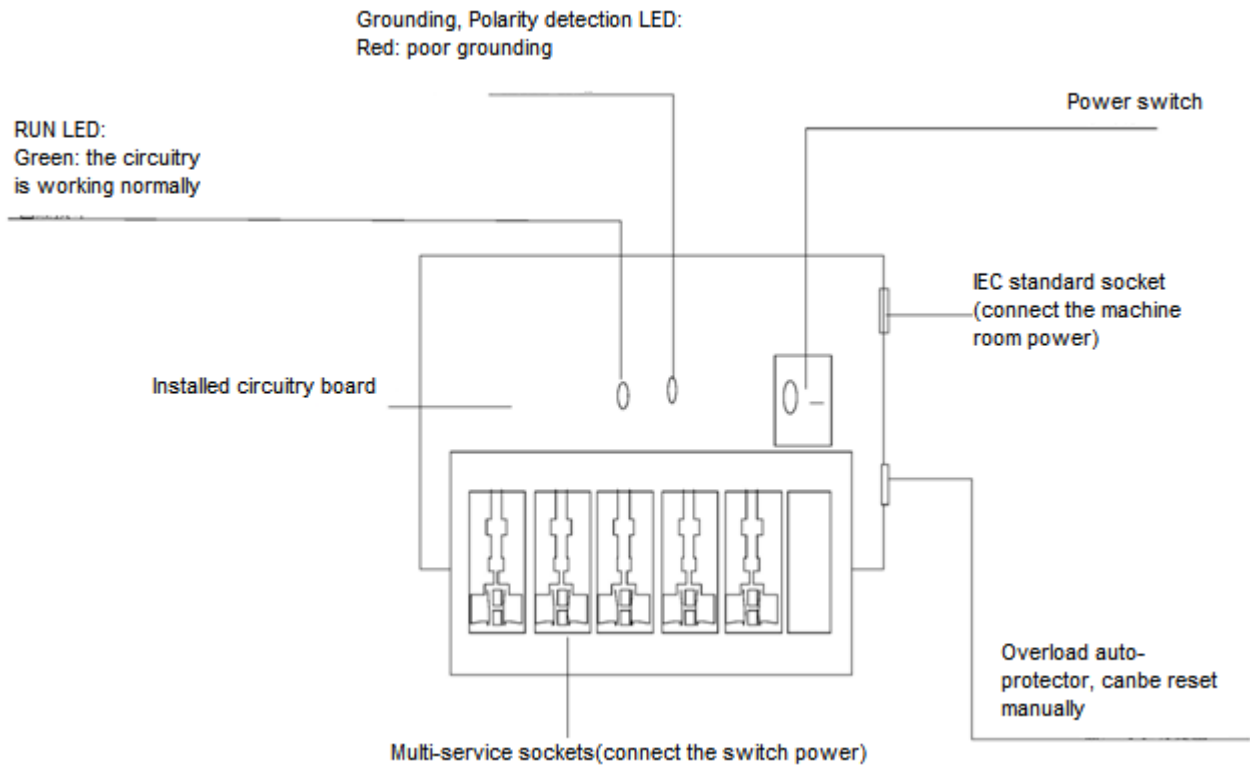 Grounding, Polarity detection LED:
Red: poor grounding
Power switch
RUN LED:
Green: the circuitry
is working normally
IEC standard socket
(connect the machine
room power)
Installed circuitry board
Overload auto-
protector, canbe reset
manually
Multi-service sockets(connect the switch power)